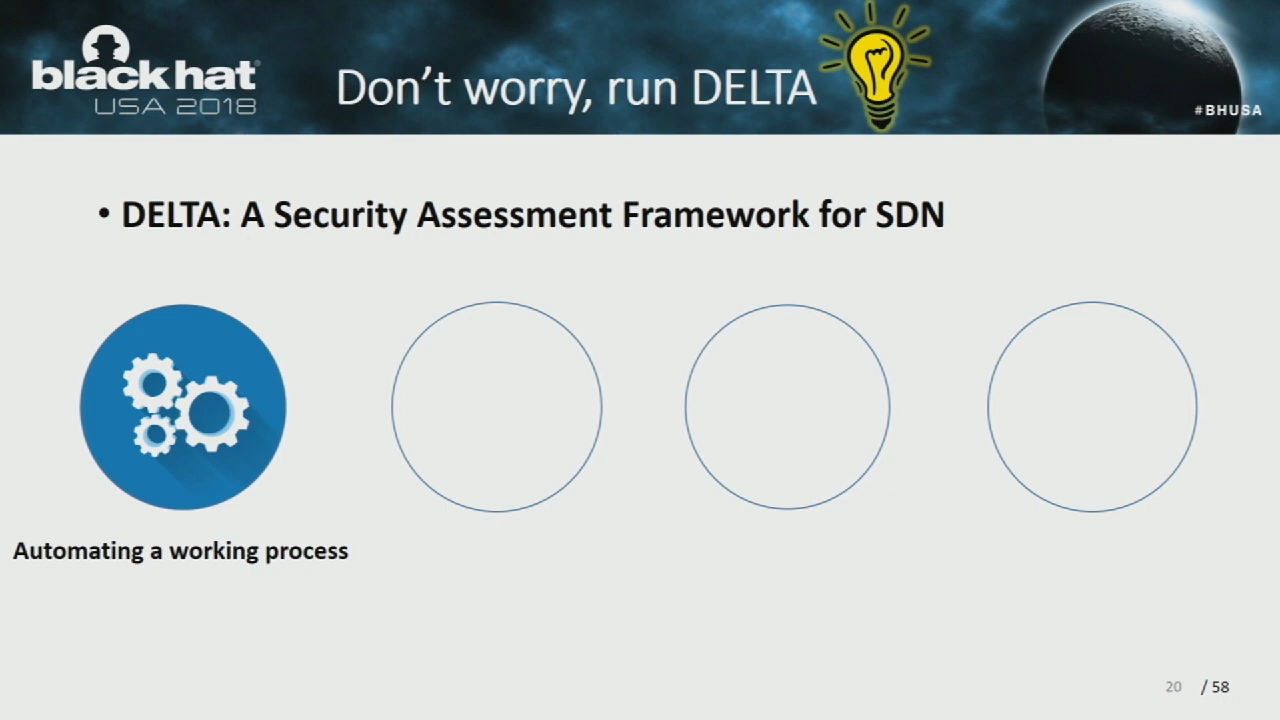 black hat
USA 2018
Don't worry, run DELTA
#BHUSA
• DELTA: A Security Assessment Framework for SDN
Automating a working process
20 / 58